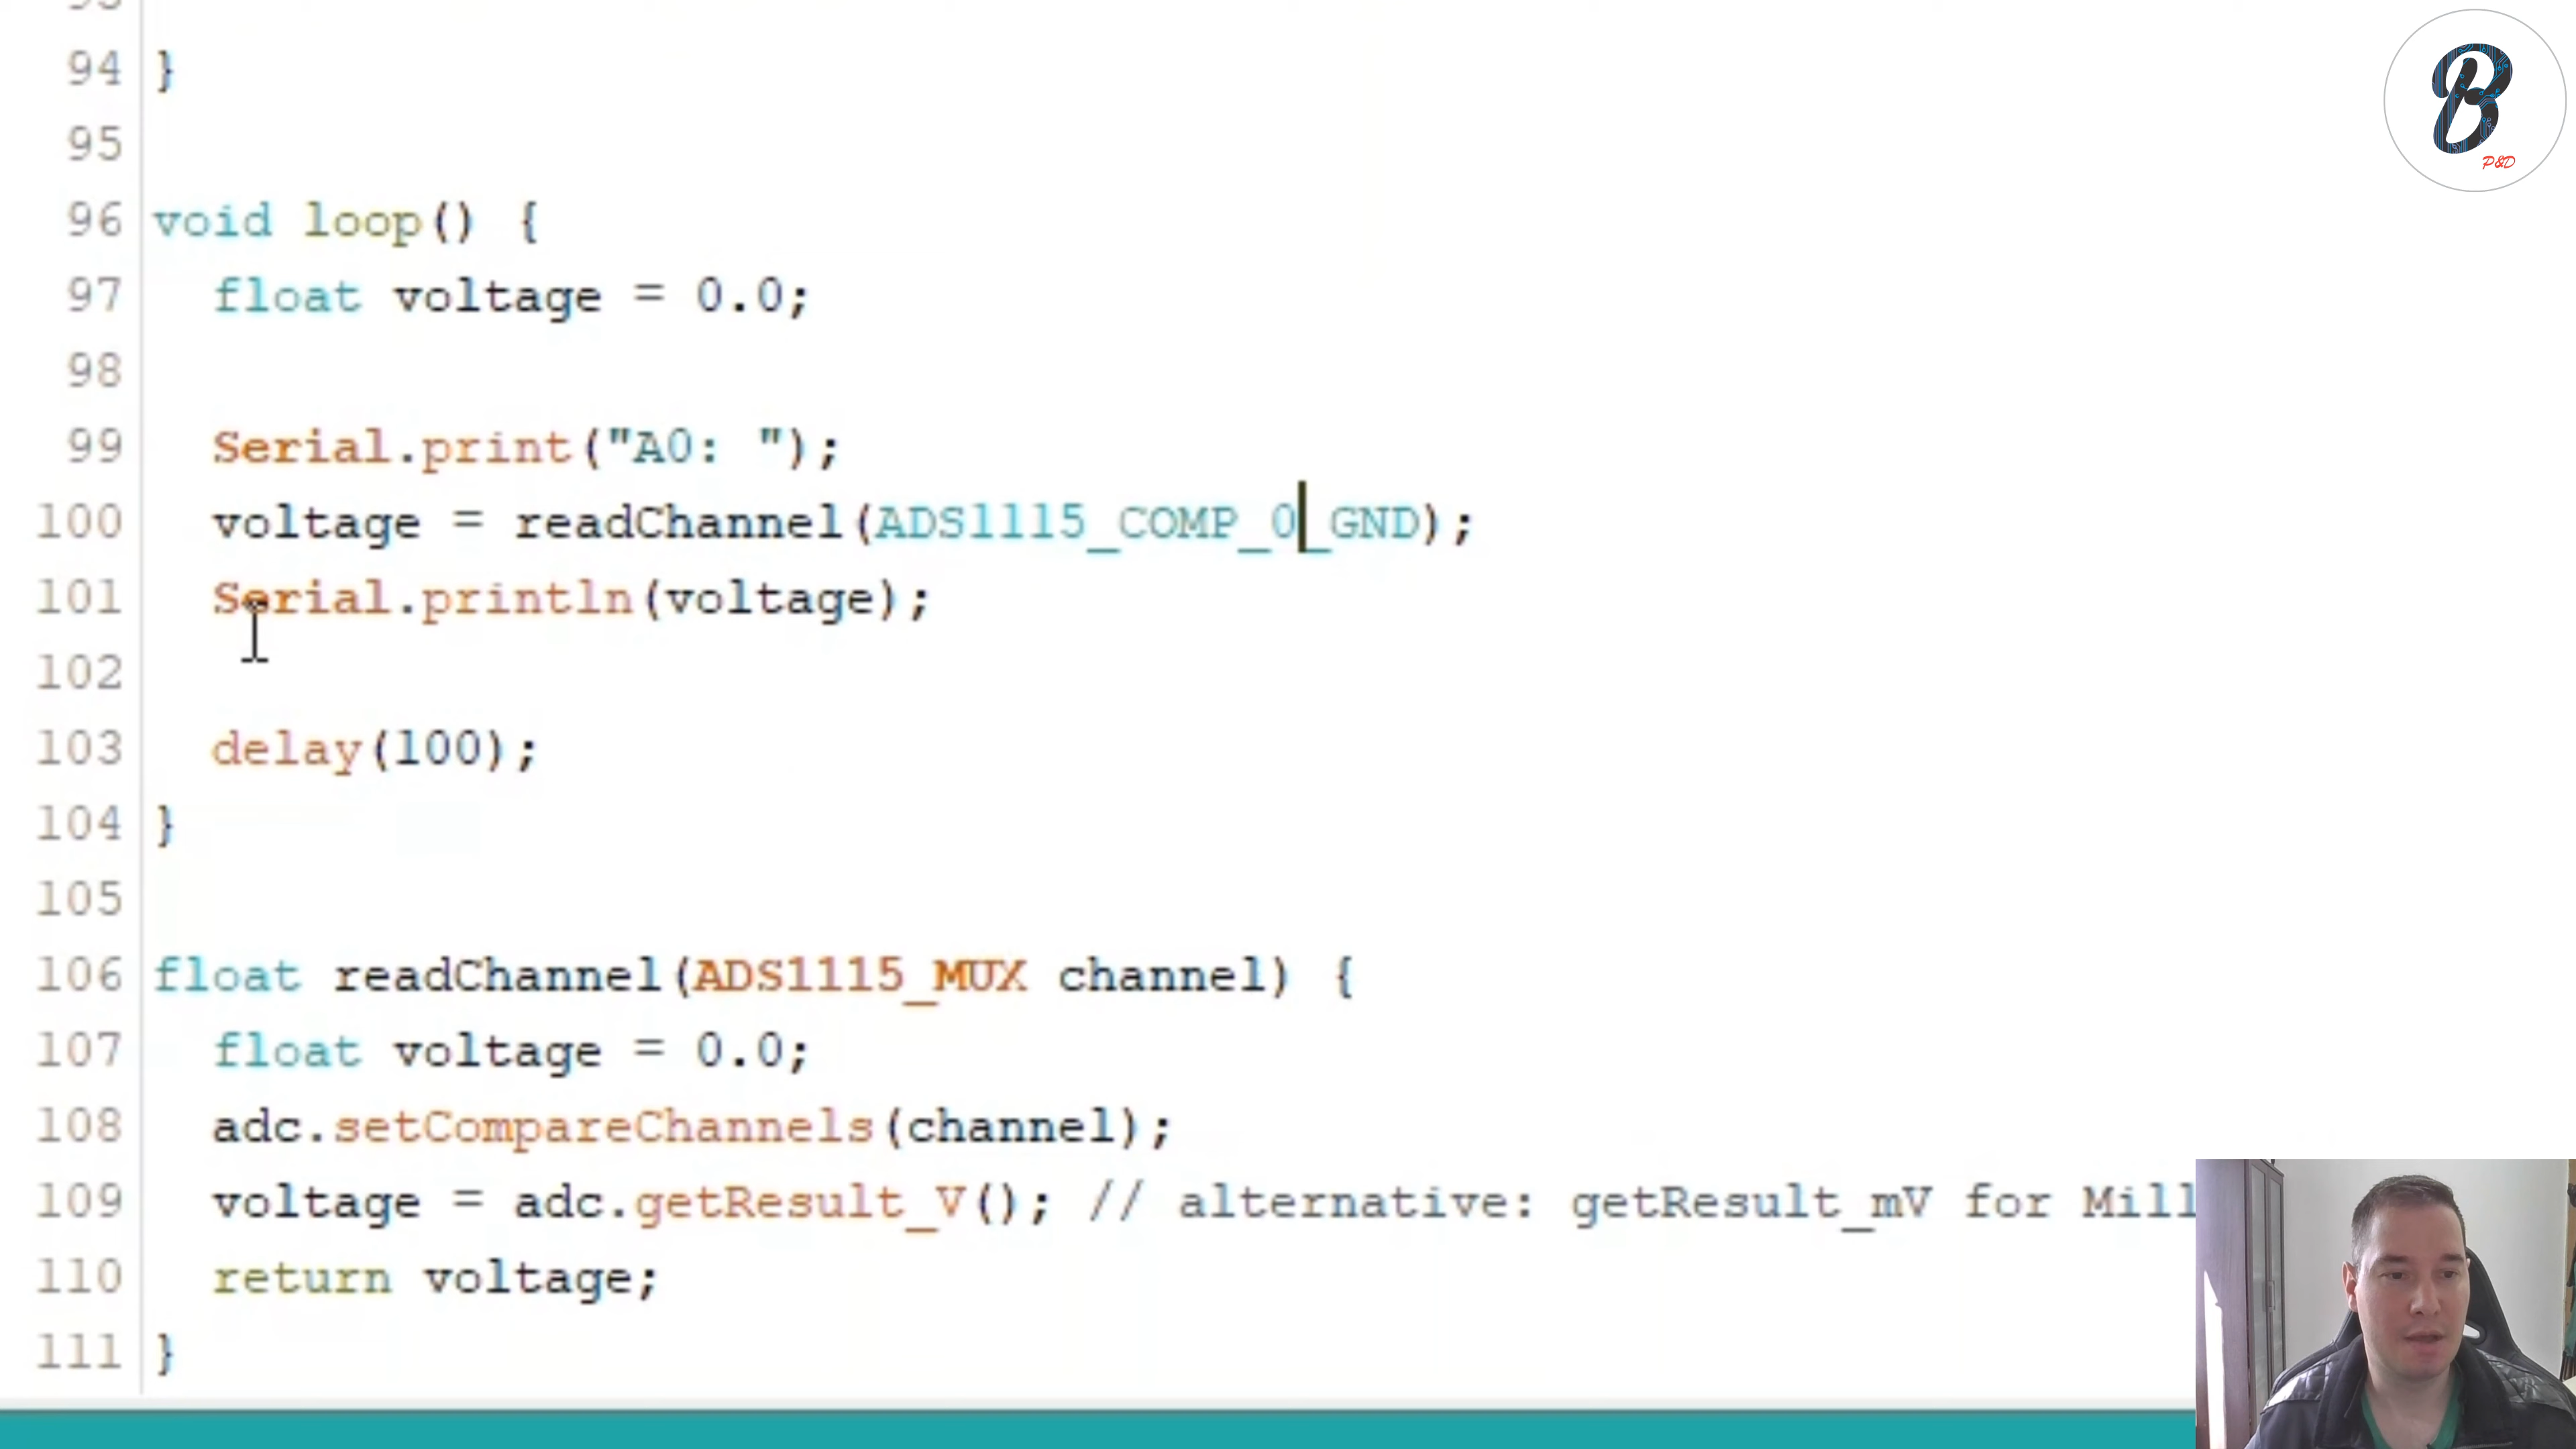 94 }
95
96 void loop() {
97 float voltage = 0.0;
98
99 Serial.print("A0: ");
100 voltage = readChannel(ADS1115_COMP_0_GND);
101 Serial.println(voltage);
102
103 delay(100);
104 }
105
106 float readChannel(ADS1115_MUX channel) {
107 float voltage = 0.0;
108 adc.setCompareChannels(channel);
109 voltage = adc.getResult_V(); // alternative: getResult_mV for Mill
110 return voltage;
111 }
B
P&D